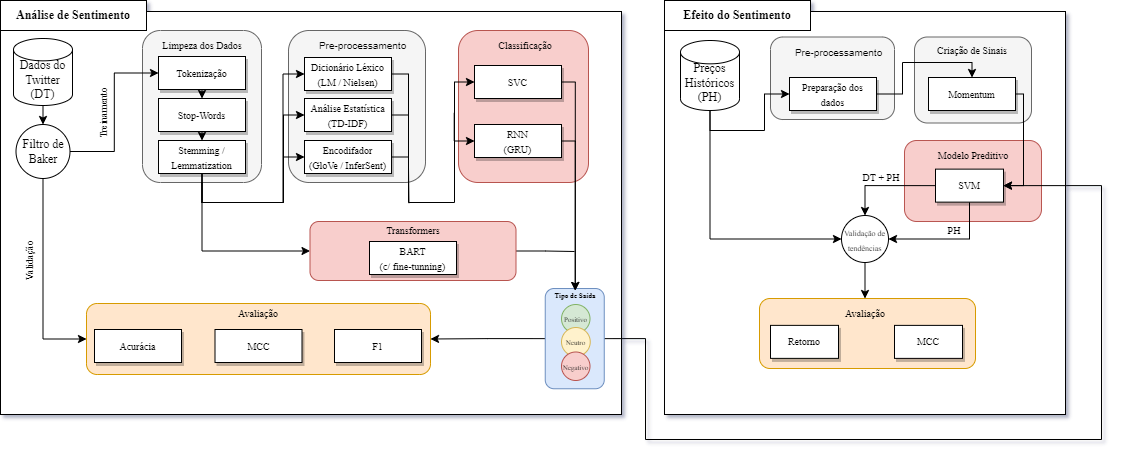 Análise de Sentimento
Dados do
Twitter
(DT)
Filtro de
Baker
Treinamento
Validação
Limpeza dos Dados
Tokenização
Stop-Words
Stemming /
Lemmatization
Pre-processamento
Dicionário Léxico
(LM / Nielsen)
Análise Estatística
(TD-IDF)
Encodifador
(GloVe / InferSent)
Classificação
SVC
RNN
(GRU)
Transformers
BART
(c/ fine-tunning)
Tipo de Saída
Positivo
Neutro
Negativo
Avaliação
Acurácia
MCC
F1
Efeito do Sentimento
Preços
Históricos
(PH)
Pre-processamento
Preparação dos
dados
Criação de Sinais
Momentum
Modelo Preditivo
SVM
DT + PH
PH
Validação de
tendências
Avaliação
Retorno
MCC